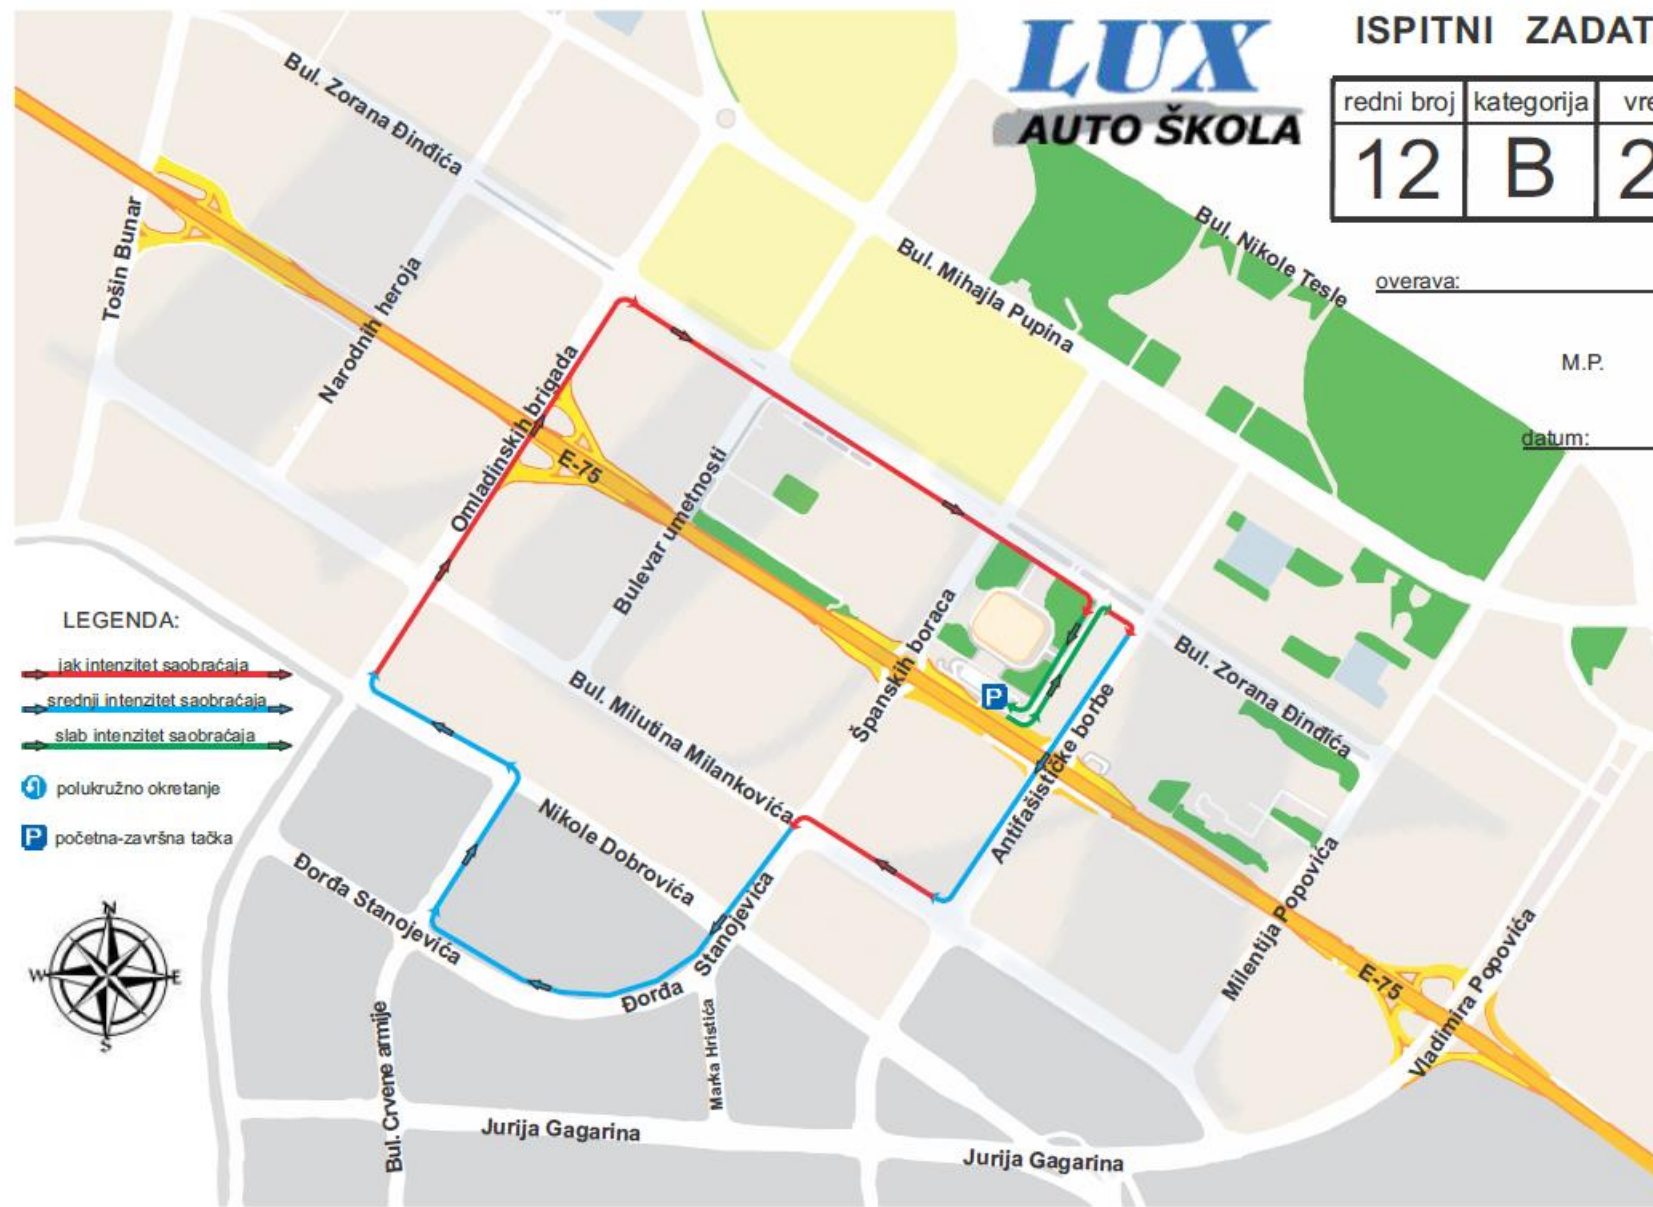 LUX
AUTO ŠKOLA
ISPITNI ZADAT
redni broj kategorija vre
12 B 2
overava:
M.P.
datum:
Bul. Zorana Đinđića
Tošin Bunar
Narodnih heroja
Bul. Nikole Tesle
Bul. Mihajla Pupina
Omladinskih brigada
E-75
Bulevar umetnosti
Španskih boraca
P
Bul. Zorana Đinđića
Antifašističke borbe
Bul. Milutina Milankovića
Nikole Dobrovića
Đorđa Stanojevića
Đorđa Stanojevića
Marka Hristića
Bul. Crvene armije
Jurija Gagarina
Jurija Gagarina
Milentija Popovića
E-75
Vladimira Popovića
LEGENDA:
jak intenzitet saobraćaja
srednji intenzitet saobraćaja
slab intenzitet saobraćaja
polukružno okretanje
P početna-završna tačka
N
W E
S